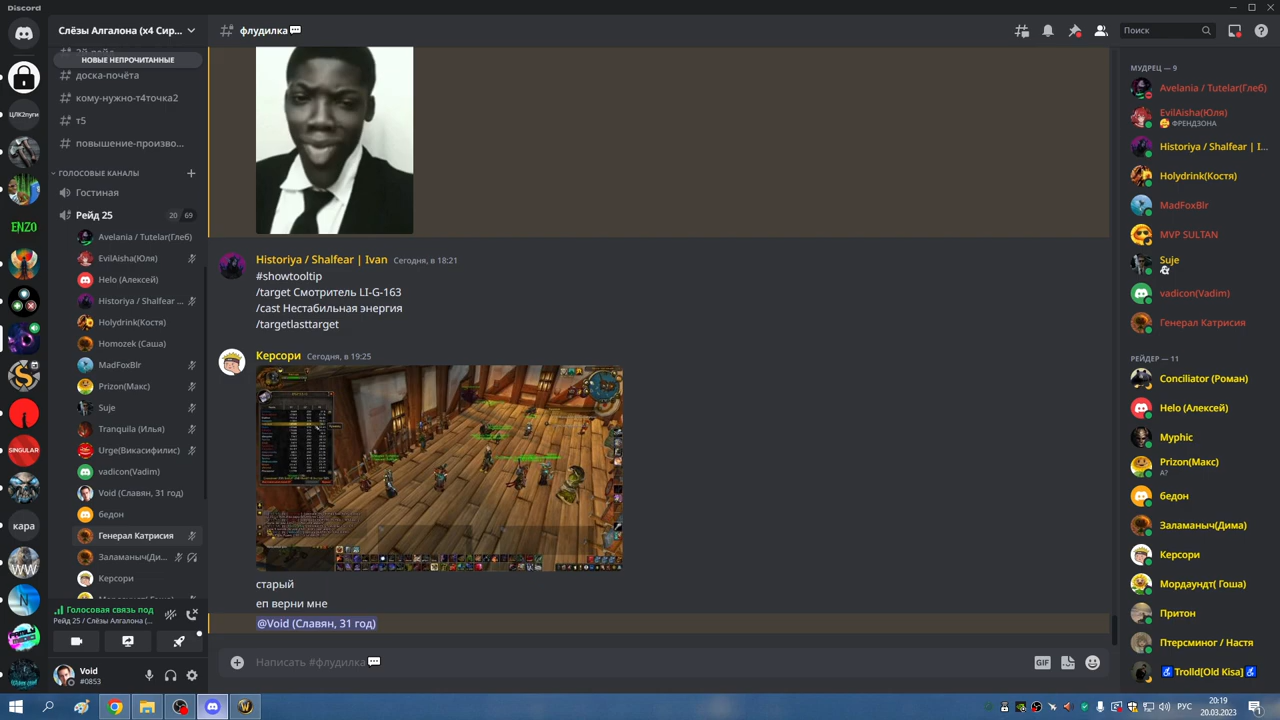 Discord
Слёзы Алгалона (x4 Сир...
флудилка
Поиск
НОВЫЕ НЕПРОЧИТАННЫЕ
доска-почёта
кому-нужно-т4точка2
т5
повышение-произво...
ГОЛОСОВЫЕ КАНАЛЫ
Гостиная
Рейд 25
20 69
Avelania / Tutelar(Глеб)
EvilAisha(Юля)
Helo (Алексей)
Historiya / Shalfear ...
Holydrink(Костя)
Homozek (Саша)
MadFoxBlr
Prizon(Макс)
Suje
Tranquila (Илья)
Urge(Викасифилис)
vadicon(Vadim)
Void (Славян, 31 год)
бедон
Генерал Катрисия
Заламаныч(Ди...
Керсори
Голосовая связь под
Рейд 25 / Слёзы Алгалона (...
Void
#0853
ЦЛК2пуги
ENZO
SINGULAR
кара
WW
Historiya / Shalfear | Ivan
Сегодня, в 18:21
#showtooltip
/target Смотритель LI-G-163
/cast Нестабильная энергия
/targetlasttarget
Керсори
Сегодня, в 19:25
старый
еп верни мне
@Void (Славян, 31 год)
Написать #флудилка
GIF
МУДРЕЦ — 9
Avelania / Tutelar(Глеб)
EvilAisha(Юля)
ФРЕНДЗОНА
Historiya / Shalfear | I...
Holydrink(Костя)
MadFoxBlr
MVP SULTAN
Suje
vadicon(Vadim)
Генерал Катрисия
РЕЙДЕР — 11
Conciliator (Роман)
Helo (Алексей)
Myphic
Prizon(Макс)
А?
бедон
Заламаныч(Дима)
Керсори
Мордаундт( Гоша)
Притон
Птерсминог / Настя
Trolld[Old Kisa]
РУС
20:19
20.03.2023